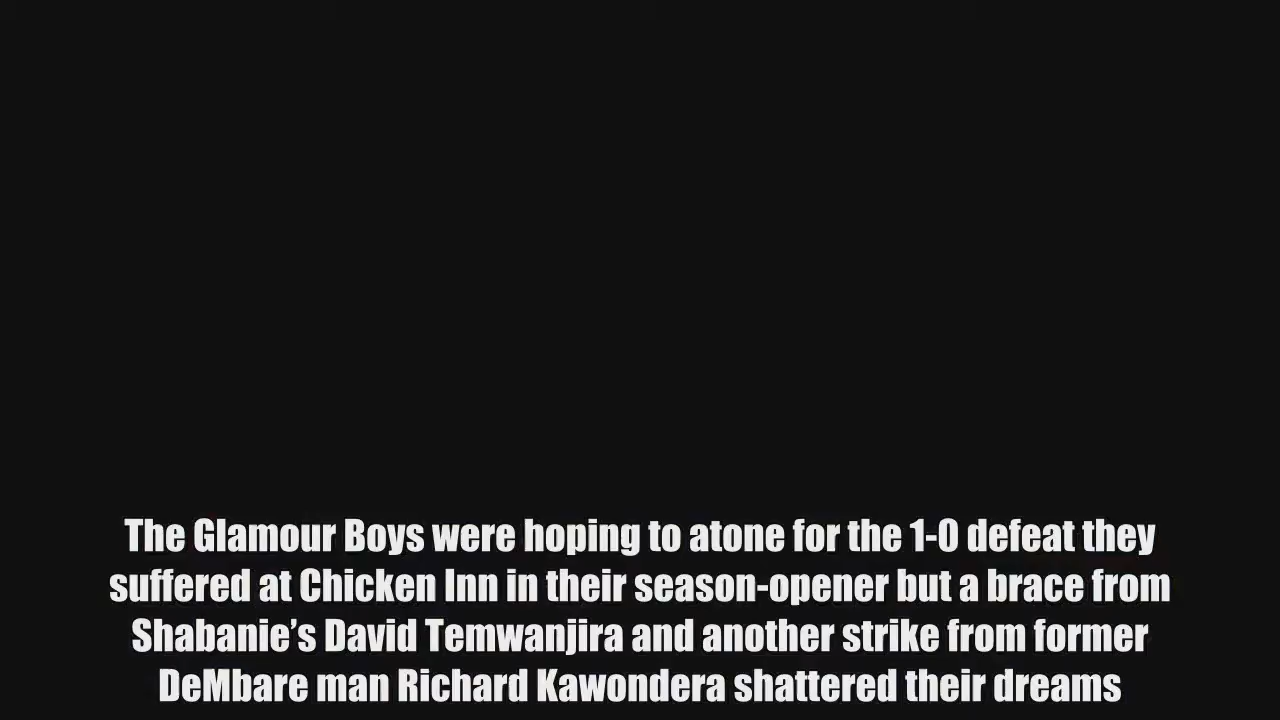 The Glamour Boys were hoping to atone for the 1-0 defeat they
suffered at Chicken Inn in their season-opener but a brace from
Shabanie’s David Temwanjira and another strike from former
DeMbare man Richard Kawondera shattered their dreams